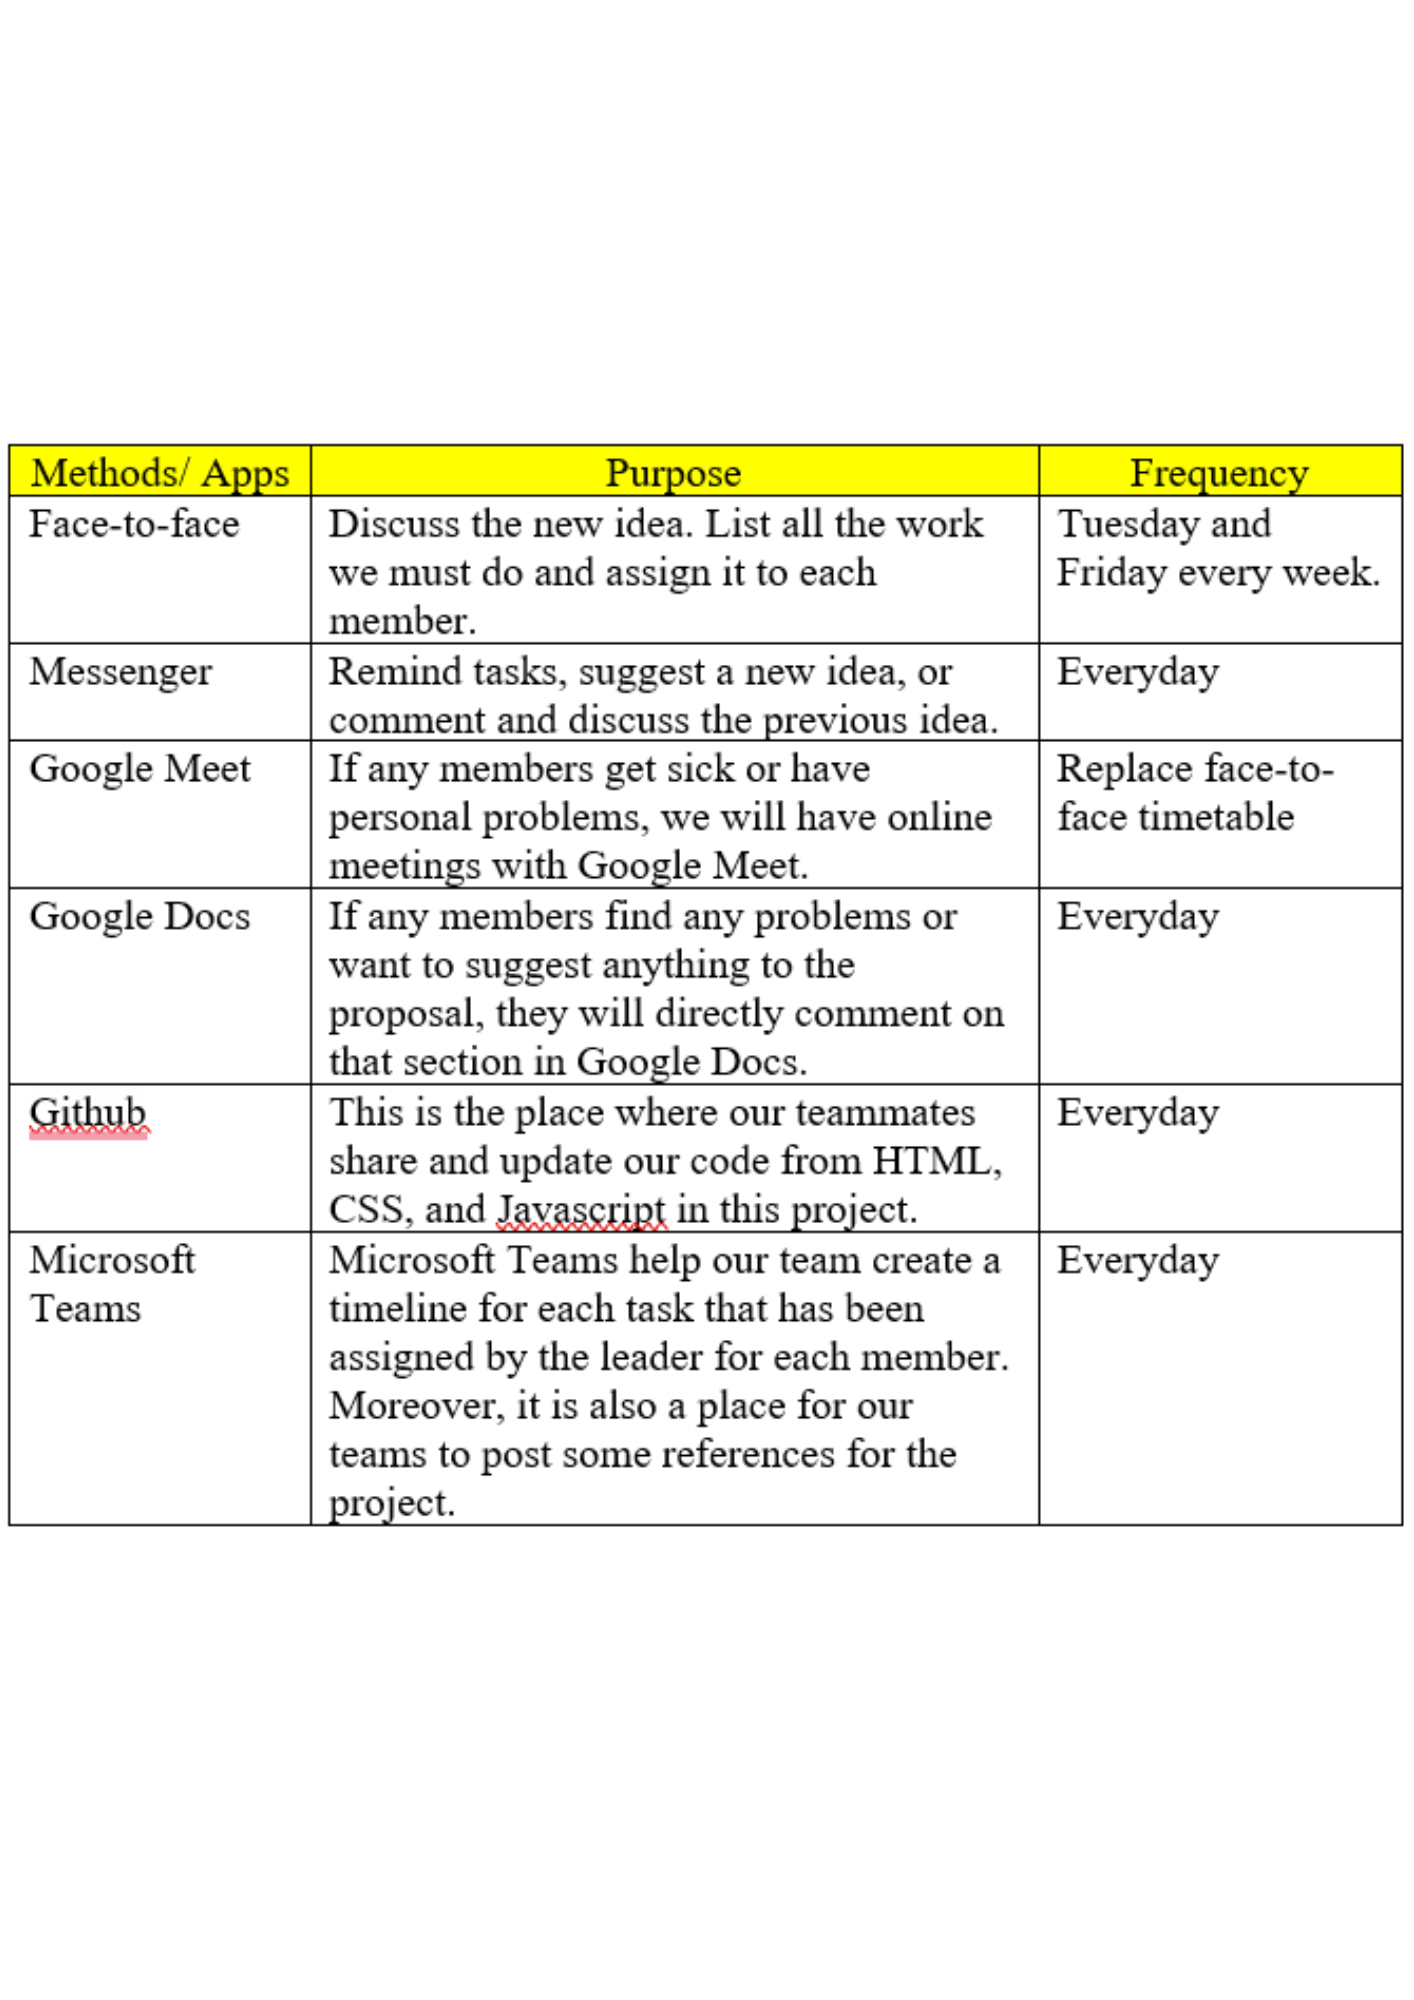 Methods/ Apps
Purpose
Frequency
Face-to-face
Discuss the new idea. List all the work
we must do and assign it to each
member.
Tuesday and
Friday every week.
Messenger
Remind tasks, suggest a new idea, or
comment and discuss the previous idea.
Everyday
Google Meet
If any members get sick or have
personal problems, we will have online
meetings with Google Meet.
Replace face-to-
face timetable
Google Docs
If any members find any problems or
want to suggest anything to the
proposal, they will directly comment on
that section in Google Docs.
Everyday
Github
This is the place where our teammates
share and update our code from HTML,
CSS, and Javascript in this project.
Everyday
Microsoft
Teams
Microsoft Teams help our team create a
timeline for each task that has been
assigned by the leader for each member.
Moreover, it is also a place for our
teams to post some references for the
project.
Everyday